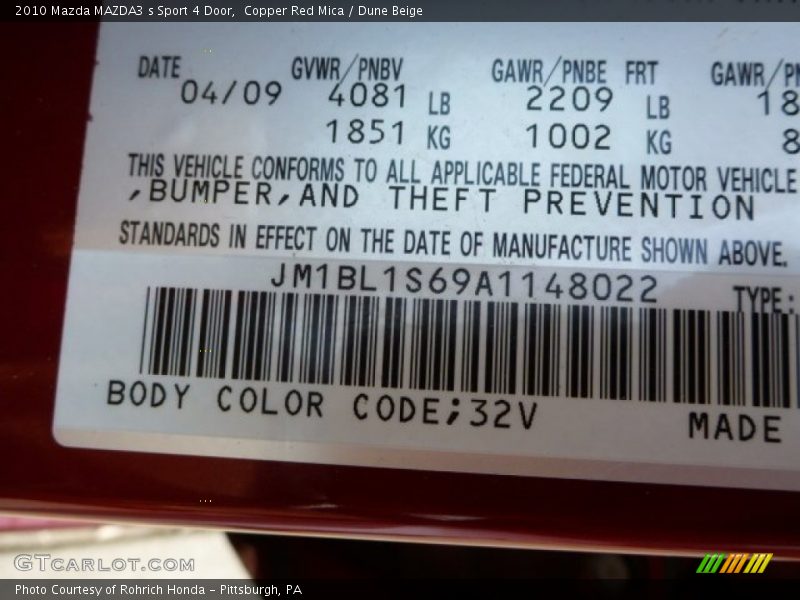 2010 Mazda MAZDA3 s Sport 4 Door, Copper Red Mica / Dune Beige
DATE GVWR/PNBV GAWR/PNBE FRT GAWR/PN
04/09 4081 LB 2209 LB 18
1851 KG 1002 KG 8
THIS VEHICLE CONFORMS TO ALL APPLICABLE FEDERAL MOTOR VEHICLE
,BUMPER,AND THEFT PREVENTION
STANDARDS IN EFFECT ON THE DATE OF MANUFACTURE SHOWN ABOVE.
JM1BL1S69A1148022 TYPE:
BODY COLOR CODE;32V MADE
GTCARLOT.COM
Photo Courtesy of Rohrich Honda - Pittsburgh, PA